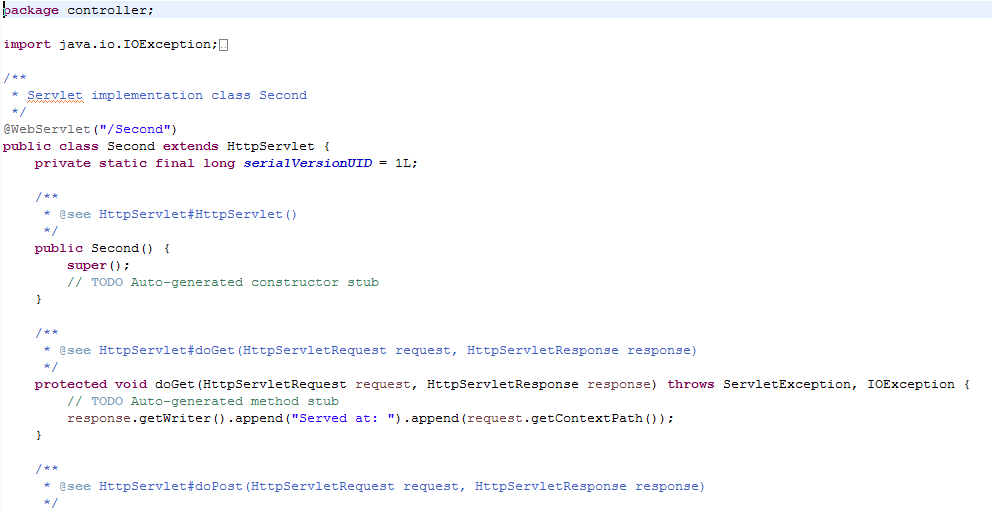 package controller;
import java.io.IOException;
/**
 * Servlet implementation class Second
 */
@WebServlet("/Second")
public class Second extends HttpServlet {
    private static final long serialVersionUID = 1L;
    /**
     * @see HttpServlet#HttpServlet()
     */
    public Second() {
        super();
        // TODO Auto-generated constructor stub
    }
    /**
     * @see HttpServlet#doGet(HttpServletRequest request, HttpServletResponse response)
     */
    protected void doGet(HttpServletRequest request, HttpServletResponse response) throws ServletException, IOException {
        // TODO Auto-generated method stub
        response.getWriter().append("Served at: ").append(request.getContextPath());
    }
    /**
     * @see HttpServlet#doPost(HttpServletRequest request, HttpServletResponse response)
     */